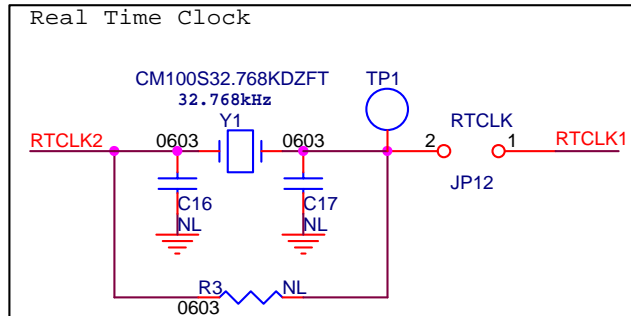 Real Time Clock
CM100S32.768KDZFT
TP1
32.768kHz
Y1
RTCLK
RTCLK2
0603
0603
2
1
RTCLK1
JP12
C16
C17
NL
NL
R3
NL
0603